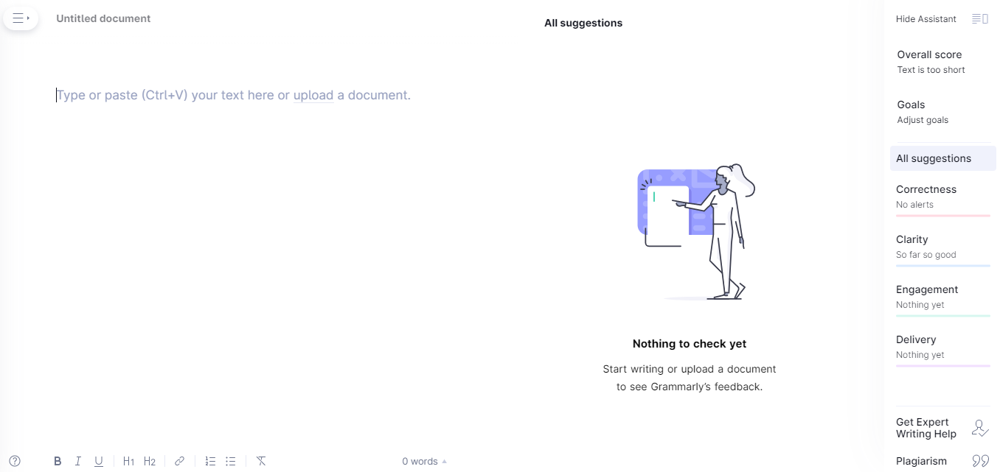 Untitled document
All suggestions
Type or paste (Ctrl+V) your text here or upload a document.
Nothing to check yet
Start writing or upload a document
to see Grammarly's feedback.
B I U H1 H2
0 words
Hide Assistant
Overall score
Text is too short
Goals
Adjust goals
All suggestions
Correctness
No alerts
Clarity
So far so good
Engagement
Nothing yet
Delivery
Nothing yet
Get Expert
Writing Help
Plagiarism